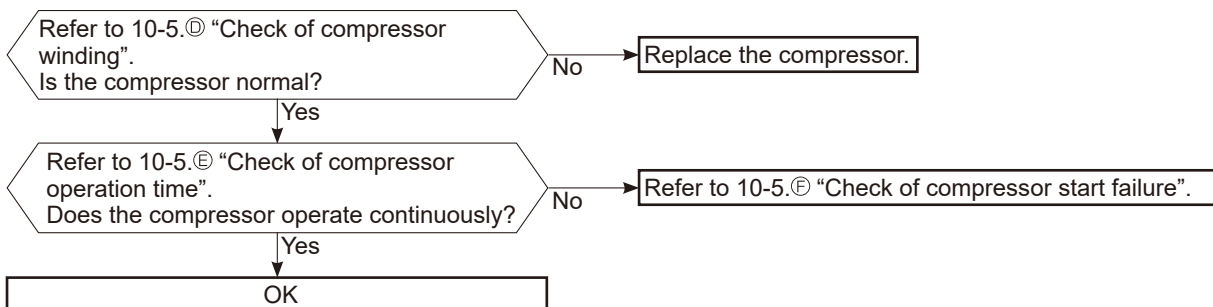 Refer to 10-5.Ⓓ “Check of compressor
winding”.
Is the compressor normal?
No
Replace the compressor.
Yes
Refer to 10-5.Ⓔ “Check of compressor
operation time”.
Does the compressor operate continuously?
No
Refer to 10-5.Ⓕ “Check of compressor start failure”.
Yes
OK